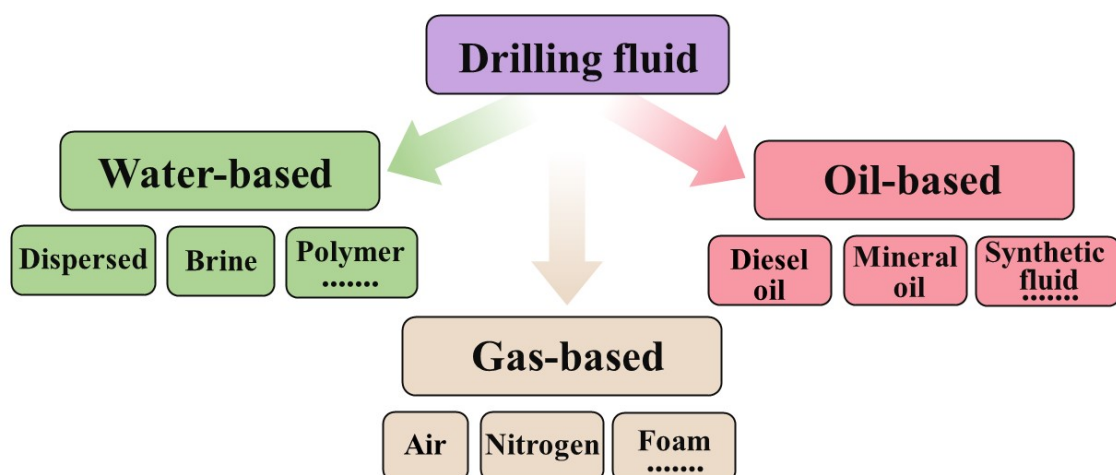 Drilling fluid
Water-based
Dispersed
Brine
Polymer
.......
Oil-based
Diesel
oil
Mineral
oil
Synthetic
fluid
.......
Gas-based
Air
Nitrogen
Foam
.......